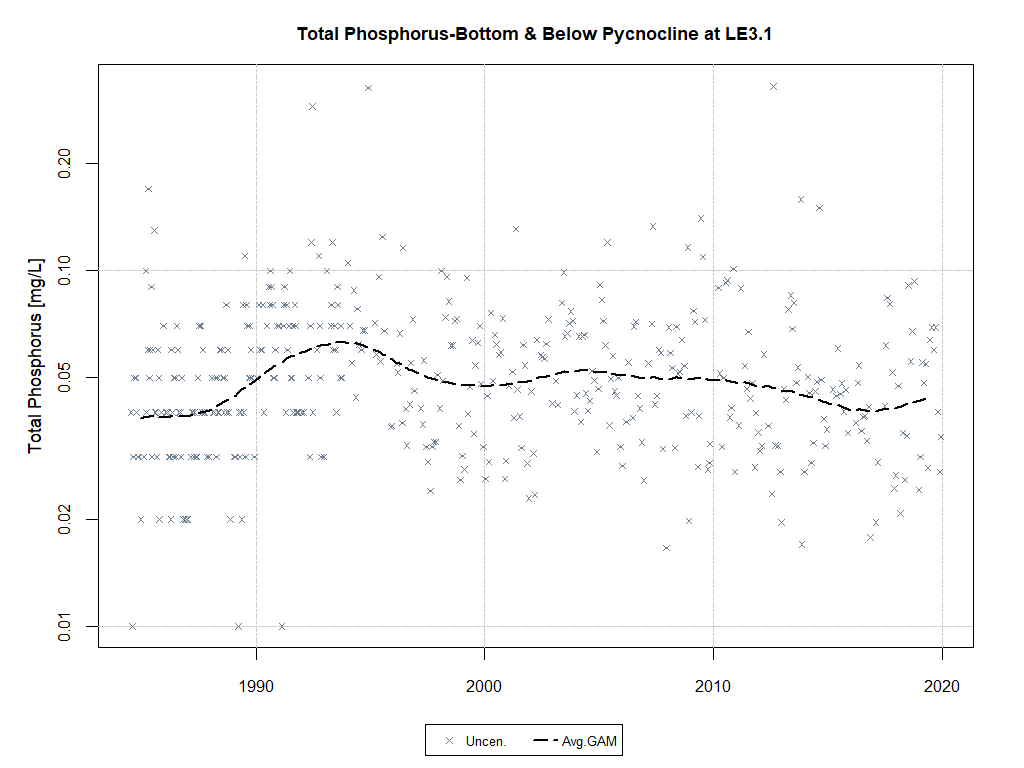 Total Phosphorus-Bottom & Below Pycnocline at LE3.1
Total Phosphorus [mg/L]
0.20
0.10
0.05
0.02
0.01
1990 2000 2010 2020
Uncen. Avg.GAM